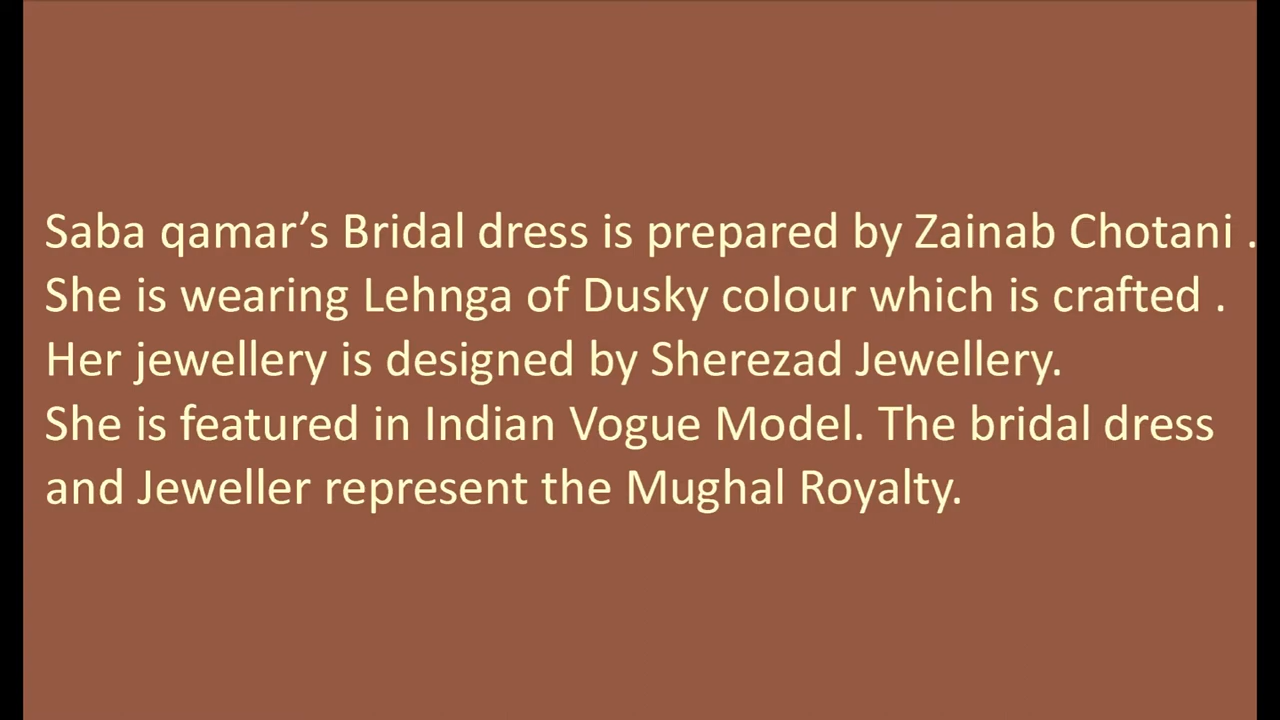 Saba qamar’s Bridal dress is prepared by Zainab Chotani .
She is wearing Lehnga of Dusky colour which is crafted .
Her jewellery is designed by Sherezad Jewellery.
She is featured in Indian Vogue Model. The bridal dress
and Jeweller represent the Mughal Royalty.